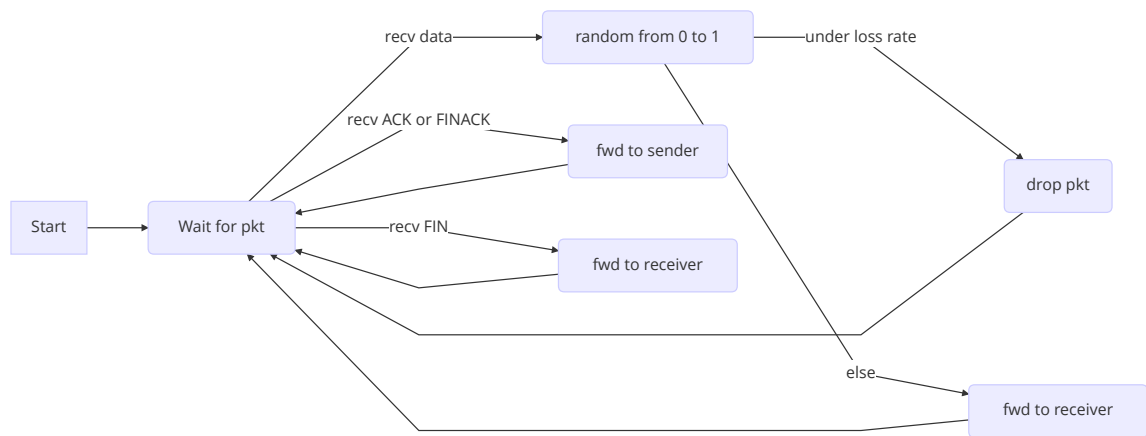 recv data
random from 0 to 1
under loss rate
recv ACK or FINACK
fwd to sender
drop pkt
Start
Wait for pkt
recv FIN
fwd to receiver
else
fwd to receiver